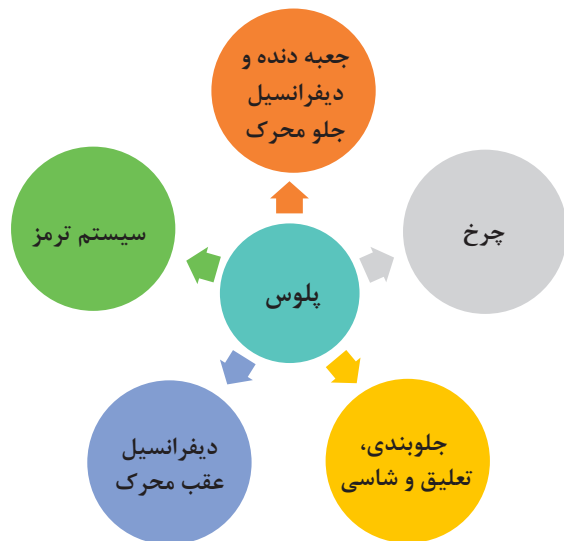 جعبه دنده و
دیفرانسیل
جلو محرک
چرخ
سیستم ترمز
پلوس
جلوبندی،
تعلیق و شاسی
دیفرانسیل
عقب محرک